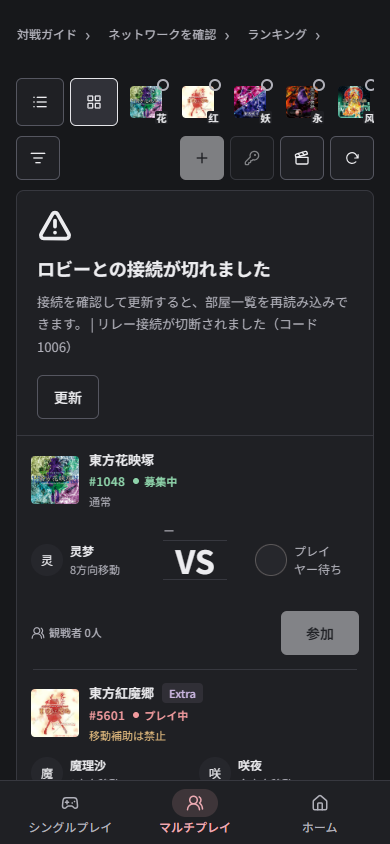 対戦ガイド › ネットワークを確認 › ランキング ›
花 红 妖 永 风
ロビーとの接続が切れました
接続を確認して更新すると、部屋一覧を再読み込みで
きます。 | リレー接続が切断されました（コード
1006）
更新
東方花映塚
#1048 ● 募集中
通常
灵 灵梦
8方向移動
—
VS
プレイ
ヤー待ち
観戦者 0人
参加
東方紅魔郷 Extra
#5601 ● プレイ中
移動補助は禁止
魔 魔理沙
咲 咲夜
シングルプレイ マルチプレイ ホーム